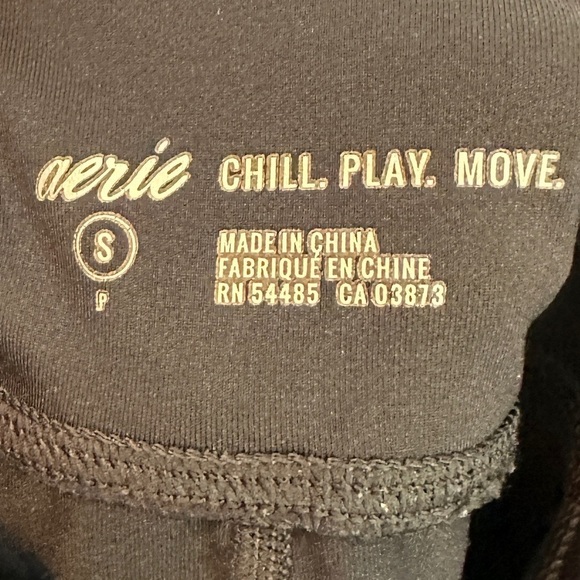 aerie CHILL. PLAY. MOVE.
S
P
MADE IN CHINA
FABRIQUÉ EN CHINE
RN 54485 CA 03873